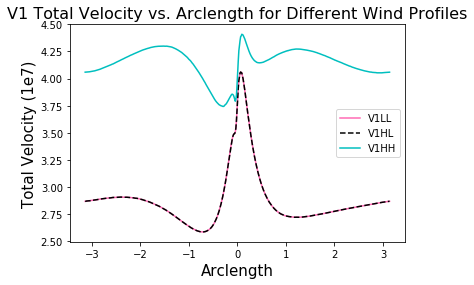 V1 Total Velocity vs. Arclength for Different Wind Profiles
Total Velocity (1e7)
4.50
4.25
4.00
3.75
3.50
3.25
3.00
2.75
2.50
V1LL
V1HL
V1HH
−3
−2
−1
0
1
2
3
Arclength